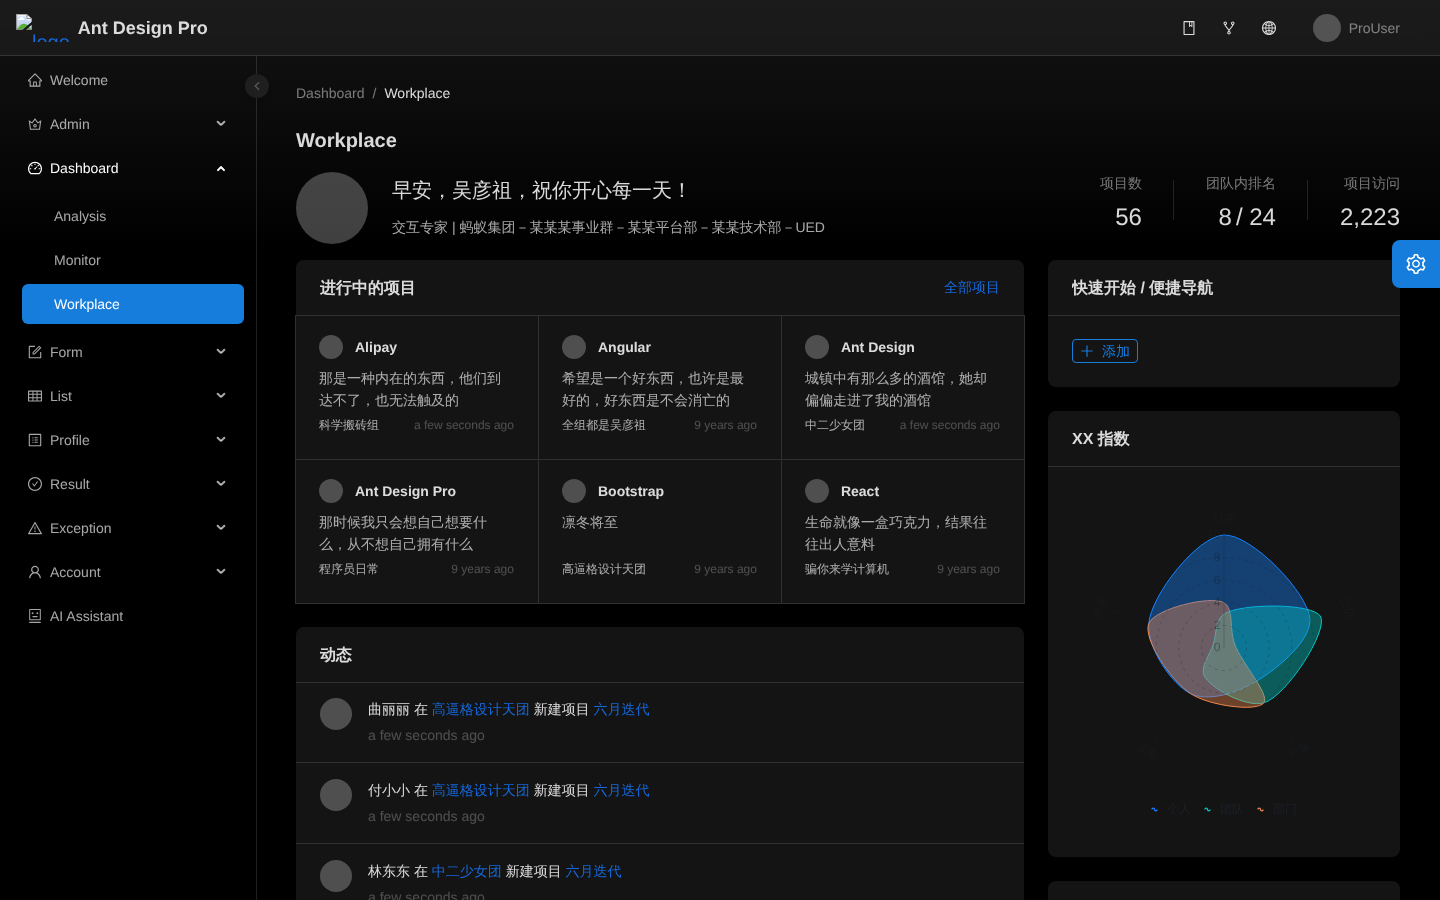 logo
Ant Design Pro
ProUser
Welcome
Admin
Dashboard
Analysis
Monitor
Workplace
Form
List
Profile
Result
Exception
Account
AI Assistant
Dashboard / Workplace
Workplace
早安，吴彦祖，祝你开心每一天！
交互专家 | 蚂蚁集团－某某某事业群－某某平台部－某某技术部－UED
项目数
56
团队内排名
8 / 24
项目访问
2,223
进行中的项目
全部项目
Alipay
那是一种内在的东西，他们到
达不了，也无法触及的
科学搬砖组 a few seconds ago
Angular
希望是一个好东西，也许是最
好的，好东西是不会消亡的
全组都是吴彦祖 9 years ago
Ant Design
城镇中有那么多的酒馆，她却
偏偏走进了我的酒馆
中二少女团 a few seconds ago
Ant Design Pro
那时候我只会想自己想要什
么，从不想自己拥有什么
程序员日常 9 years ago
Bootstrap
凛冬将至
高逼格设计天团 9 years ago
React
生命就像一盒巧克力，结果往
往出人意料
骗你来学计算机 9 years ago
动态
曲丽丽 在 高逼格设计天团 新建项目 六月迭代
a few seconds ago
付小小 在 高逼格设计天团 新建项目 六月迭代
a few seconds ago
林东东 在 中二少女团 新建项目 六月迭代
a few seconds ago
快速开始 / 便捷导航
添加
XX 指数
8
6
4
2
0
个人 团队 部门